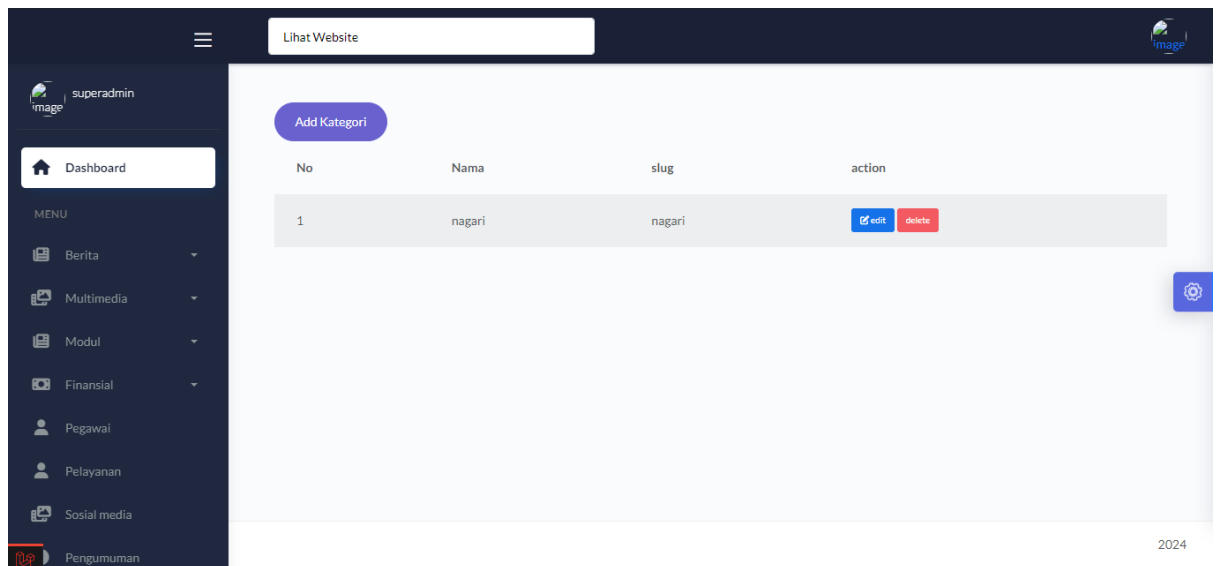 Lihat Website
image
image
superadmin
Dashboard
MENU
Berita
Multimedia
Modul
Finansial
Pegawai
Pelayanan
Sosial media
Pengumuman
Add Kategori
No Nama slug action
1 nagari nagari edit delete
2024